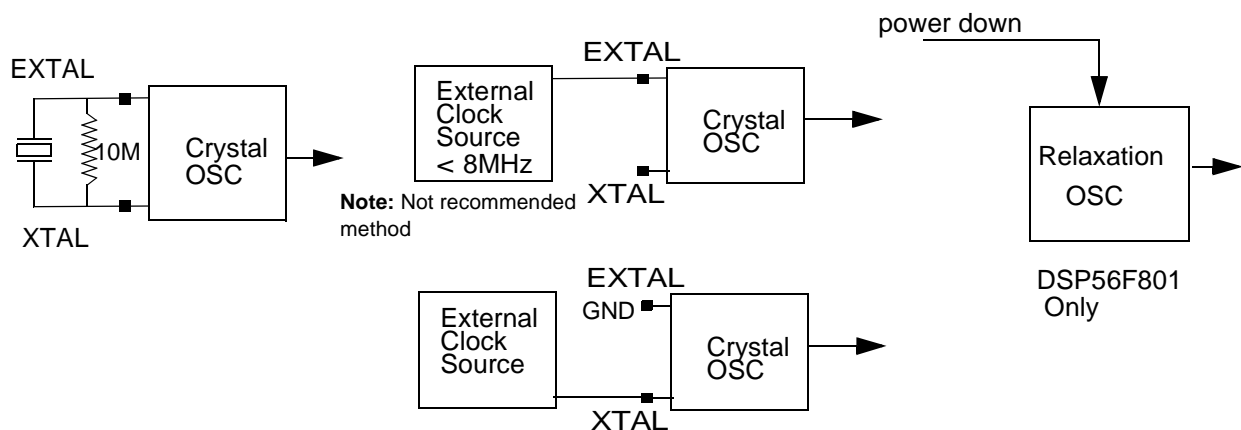 EXTAL
10M
Crystal
OSC
XTAL
EXTAL
External
Clock
Source
< 8MHz
Crystal
OSC
XTAL
Note: Not recommended
method
EXTAL
GND
External
Clock
Source
Crystal
OSC
XTAL
power down
Relaxation
OSC
DSP56F801
Only